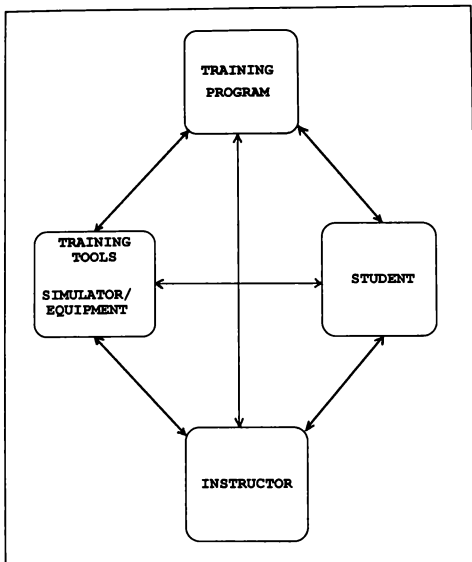 TRAINING
PROGRAM
TRAINING
TOOLS
SIMULATOR/
EQUIPMENT
STUDENT
INSTRUCTOR